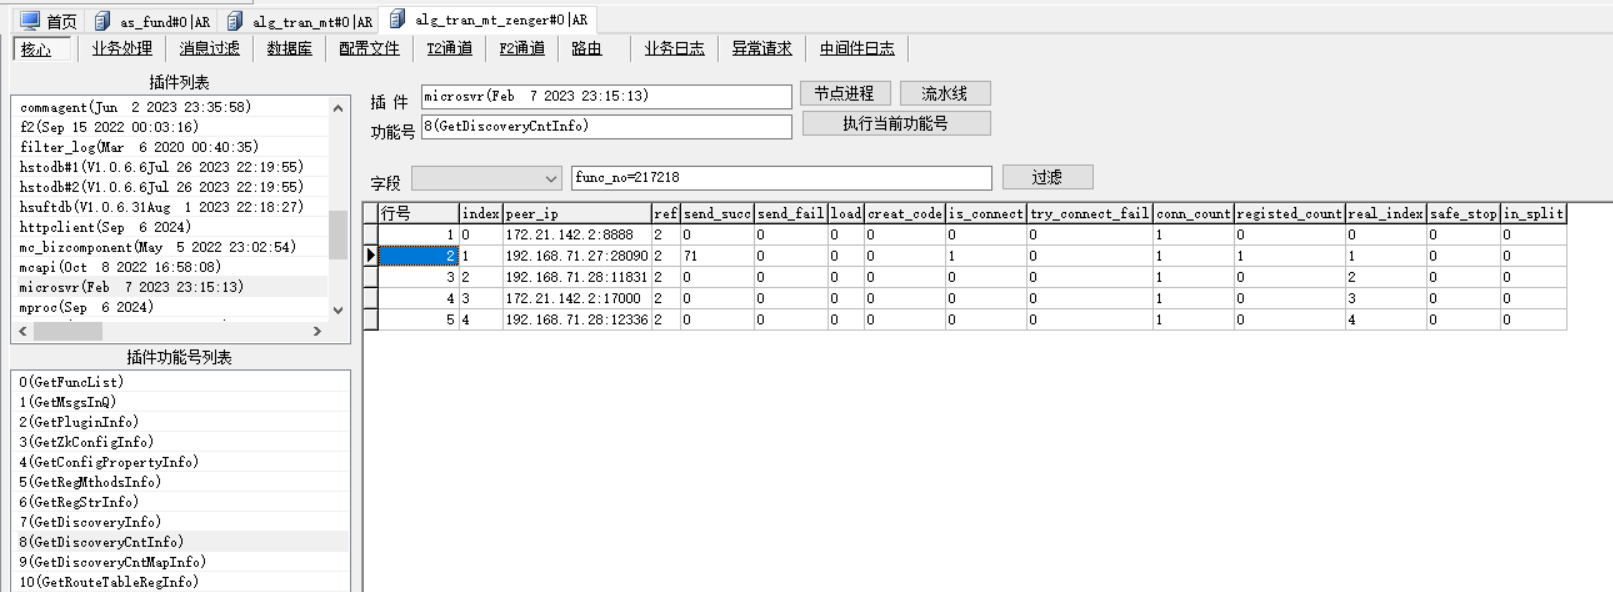 首页 as_fund#0|AR alg_tran_mt#0|AR alg_tran_mt_zenger#0|AR
核心 业务处理 消息过滤 数据库 配置文件 T2通道 F2通道 路由 业务日志 异常请求 中间件日志
插件列表
commagent(Jun  2 2023 23:35:58)
f2(Sep 15 2022 00:03:16)
filter_log(Mar  6 2020 00:40:35)
hstodb#1(V1.0.6.6Jul 26 2023 22:19:55)
hstodb#2(V1.0.6.6Jul 26 2023 22:19:55)
hsuftdb(V1.0.6.31Aug  1 2023 22:18:27)
httpclient(Sep  6 2024)
mc_bizcomponent(May  5 2022 23:02:54)
mcapi(Oct  8 2022 16:58:08)
microsvr(Feb  7 2023 23:15:13)
mproc(Sep  6 2024)
插件功能号列表
0(GetFuncList)
1(GetMsgsInQ)
2(GetPluginInfo)
3(GetZkConfigInfo)
4(GetConfigPropertyInfo)
5(GetRegMthodsInfo)
6(GetRegStrInfo)
7(GetDiscoveryInfo)
8(GetDiscoveryCntInfo)
9(GetDiscoveryCntMapInfo)
10(GetRouteTableRegInfo)
插 件 microsvr(Feb  7 2023 23:15:13) 节点进程 流水线
功能号 8(GetDiscoveryCntInfo) 执行当前功能号
字段 func_no=217218 过滤
行号 index peer_ip ref send_succ send_fail load creat_code is_connect try_connect_fail conn_count registed_count real_index safe_stop in_split
1 0 172.21.142.2:8888 2 0 0 0 0 0 0 1 0 0 0 0
2 1 192.168.71.27:28090 2 71 0 0 0 1 0 1 1 1 0 0
3 2 192.168.71.28:11831 2 0 0 0 0 0 0 1 0 2 0 0
4 3 172.21.142.2:17000 2 0 0 0 0 0 0 1 0 3 0 0
5 4 192.168.71.28:12336 2 0 0 0 0 0 0 1 0 4 0 0